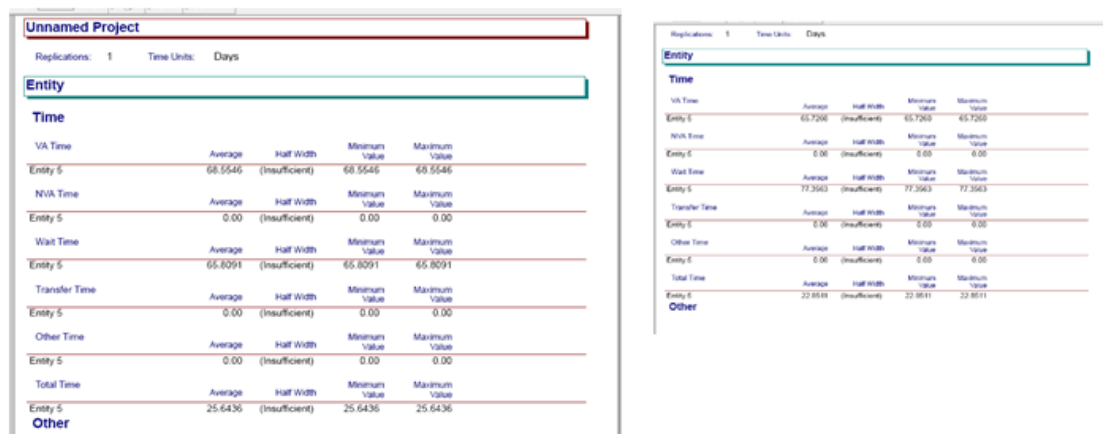 Unnamed Project
Replications: 1 Time Units: Days
Entity
Time
VA Time
Average Half Width Minimum Value Maximum Value
Entity 5 68.5546 (Insufficient) 68.5546 68.5546
NVA Time
Average Half Width Minimum Value Maximum Value
Entity 5 0.00 (Insufficient) 0.00 0.00
Wait Time
Average Half Width Minimum Value Maximum Value
Entity 5 65.8091 (Insufficient) 65.8091 65.8091
Transfer Time
Average Half Width Minimum Value Maximum Value
Entity 5 0.00 (Insufficient) 0.00 0.00
Other Time
Average Half Width Minimum Value Maximum Value
Entity 5 0.00 (Insufficient) 0.00 0.00
Total Time
Average Half Width Minimum Value Maximum Value
Entity 5 25.6436 (Insufficient) 25.6436 25.6436
Other
Replications: 1 Time Units: Days
Entity
Time
VA Time
Average Half Width Minimum Value Maximum Value
Entity 5 65.7260 (Insufficient) 65.7260 65.7260
NVA Time
Average Half Width Minimum Value Maximum Value
Entity 5 0.00 (Insufficient) 0.00 0.00
Wait Time
Average Half Width Minimum Value Maximum Value
Entity 5 77.3563 (Insufficient) 77.3563 77.3563
Transfer Time
Average Half Width Minimum Value Maximum Value
Entity 5 0.00 (Insufficient) 0.00 0.00
Other Time
Average Half Width Minimum Value Maximum Value
Entity 5 0.00 (Insufficient) 0.00 0.00
Total Time
Average Half Width Minimum Value Maximum Value
Entity 5 22.8511 (Insufficient) 22.8511 22.8511
Other